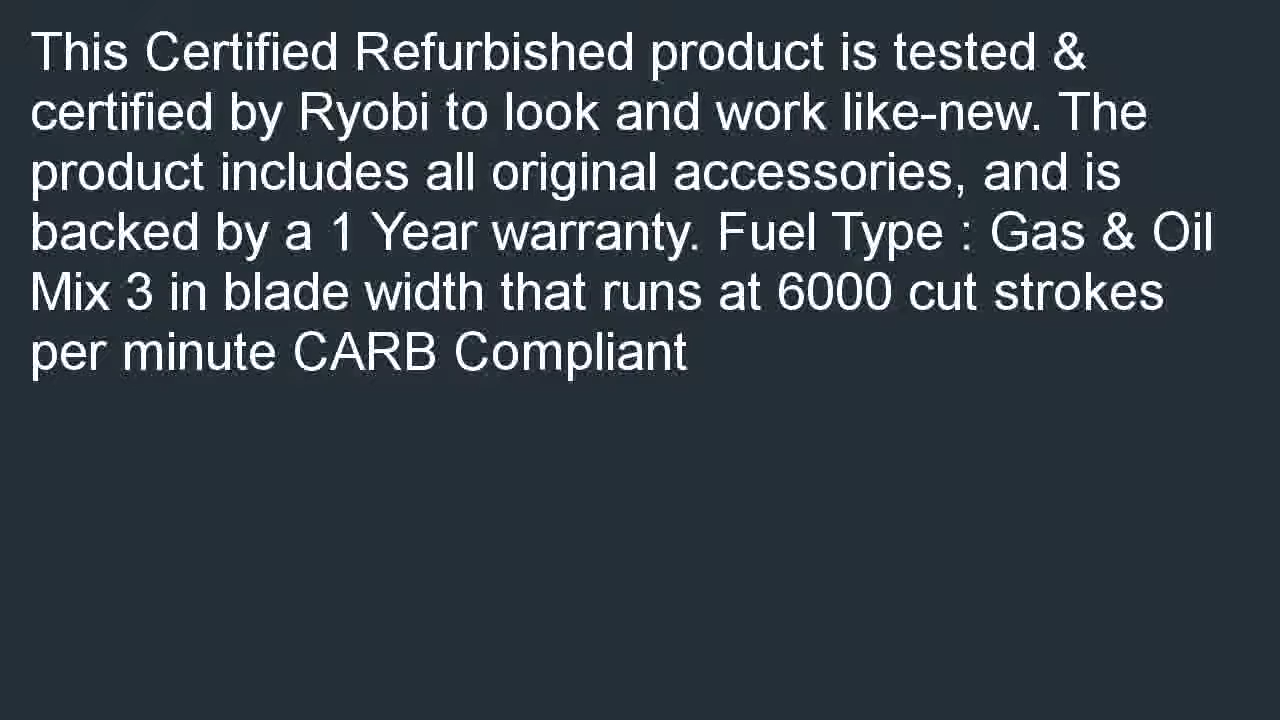 This Certified Refurbished product is tested &
certified by Ryobi to look and work like-new. The
product includes all original accessories, and is
backed by a 1 Year warranty. Fuel Type : Gas & Oil
Mix 3 in blade width that runs at 6000 cut strokes
per minute CARB Compliant